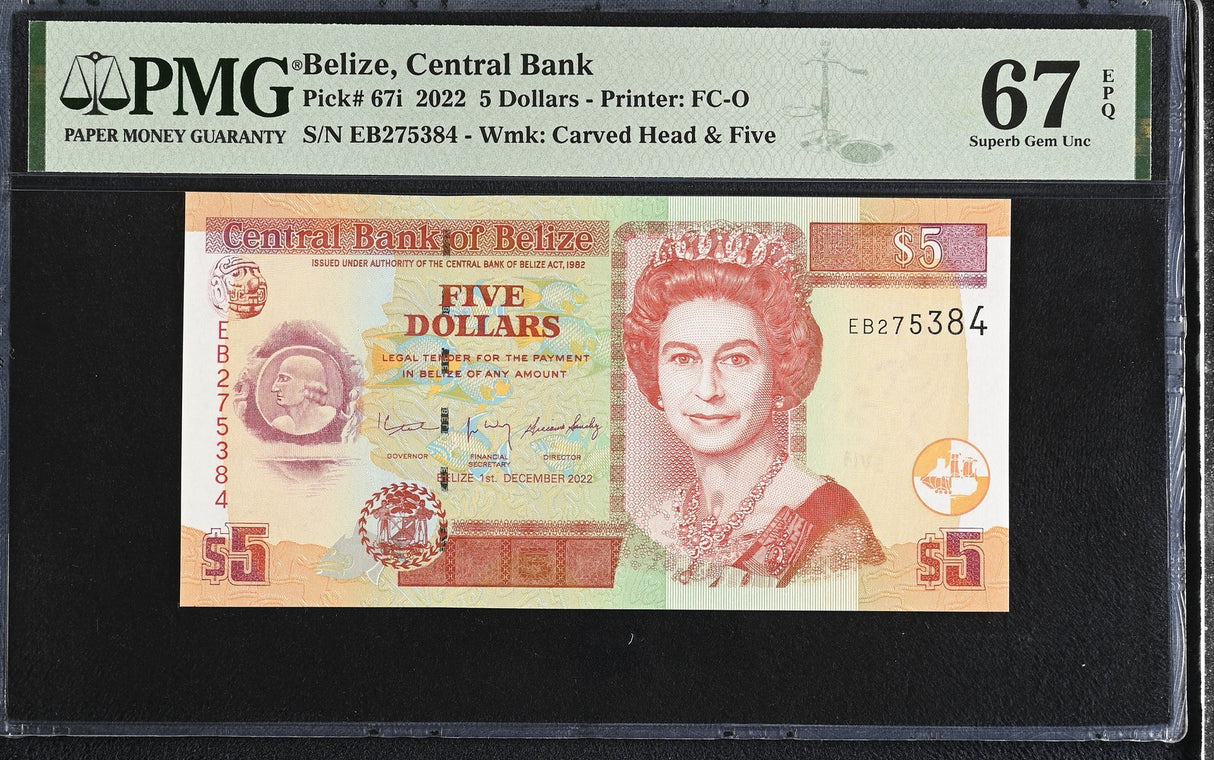 PMG®
PAPER MONEY GUARANTY
Belize, Central Bank
Pick# 67i 2022 5 Dollars - Printer: FC-O
S/N EB275384 - Wmk: Carved Head & Five
67
EPQ
Superb Gem Unc
Central Bank of Belize
ISSUED UNDER AUTHORITY OF THE CENTRAL BANK OF BELIZE ACT, 1982
$5
FIVE
DOLLARS
EB275384
LEGAL TENDER FOR THE PAYMENT
IN BELIZE OF ANY AMOUNT
EB275384
GOVERNOR
FINANCIAL
SECRETARY
DIRECTOR
BELIZE 1st. DECEMBER 2022
$5
5
$5